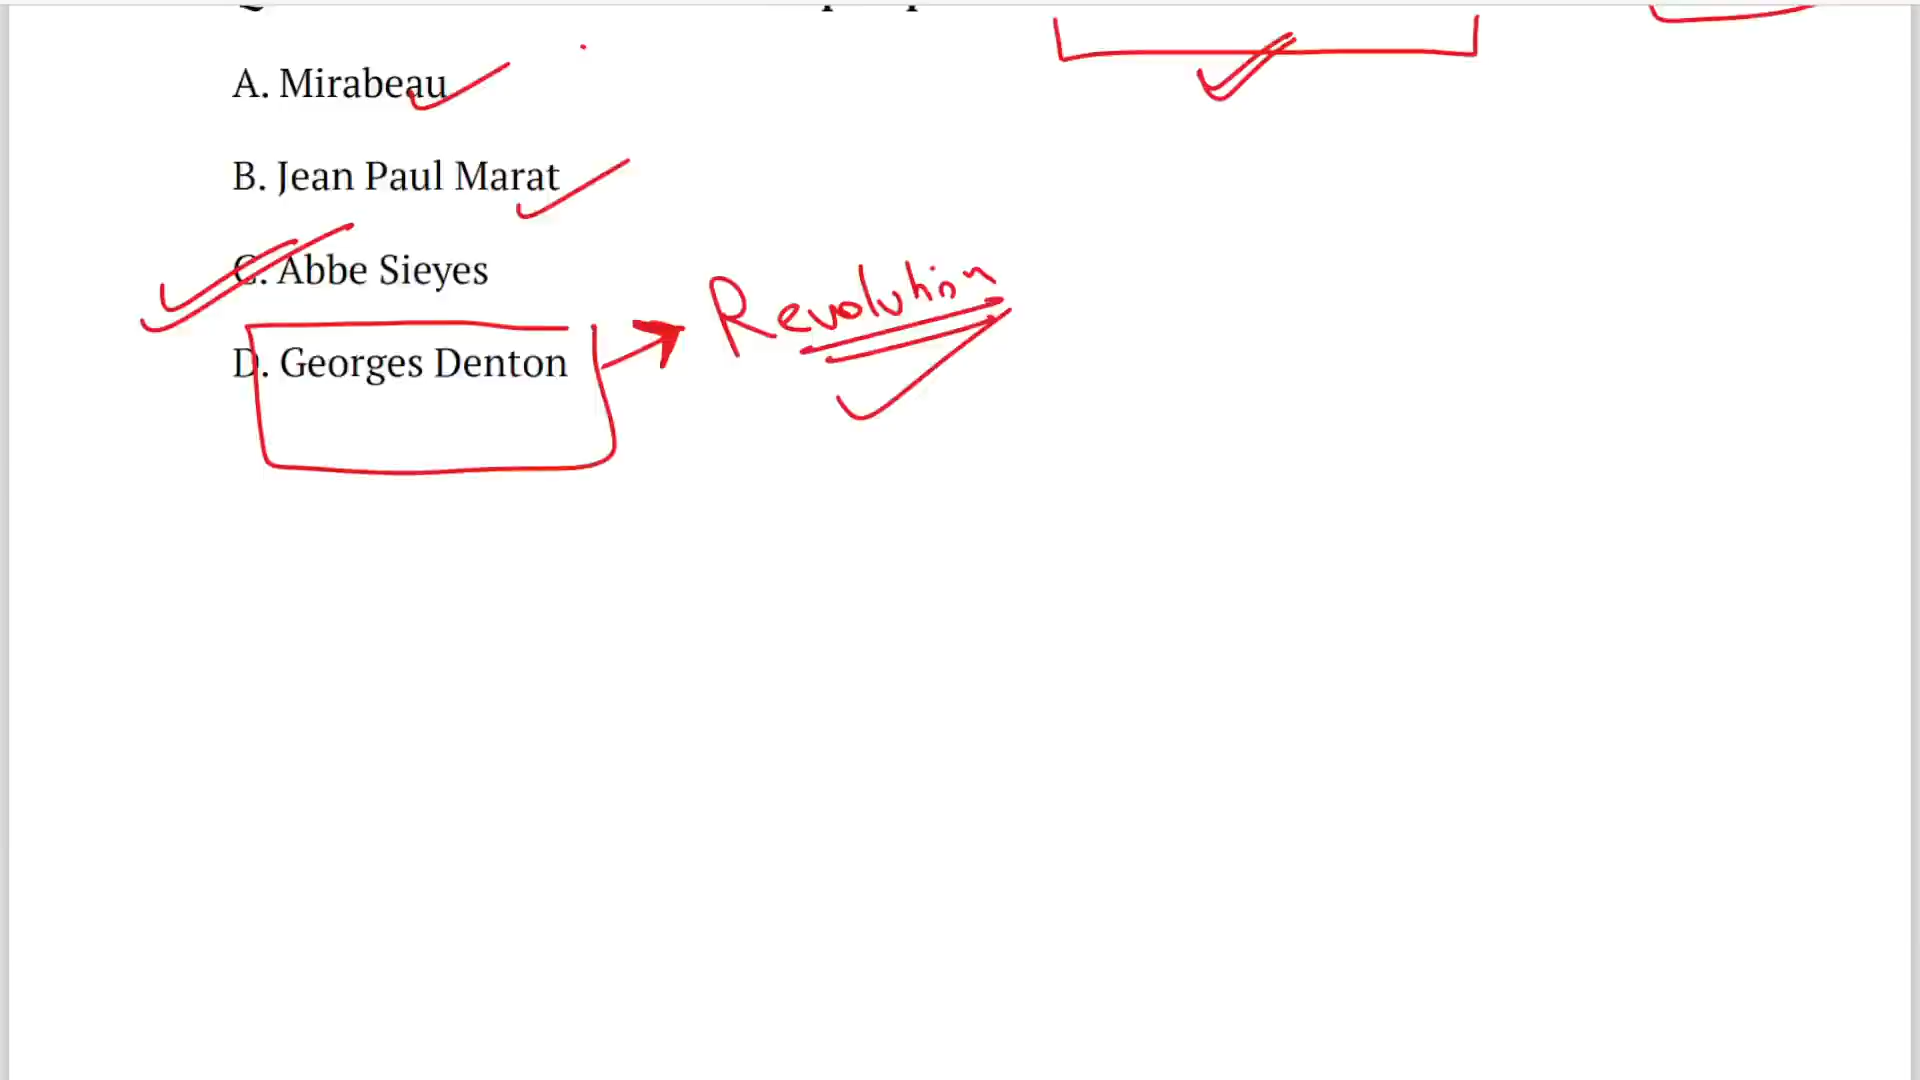 A. Mirabeau
B. Jean Paul Marat
C. Abbe Sieyes
D. Georges Denton
Revolution